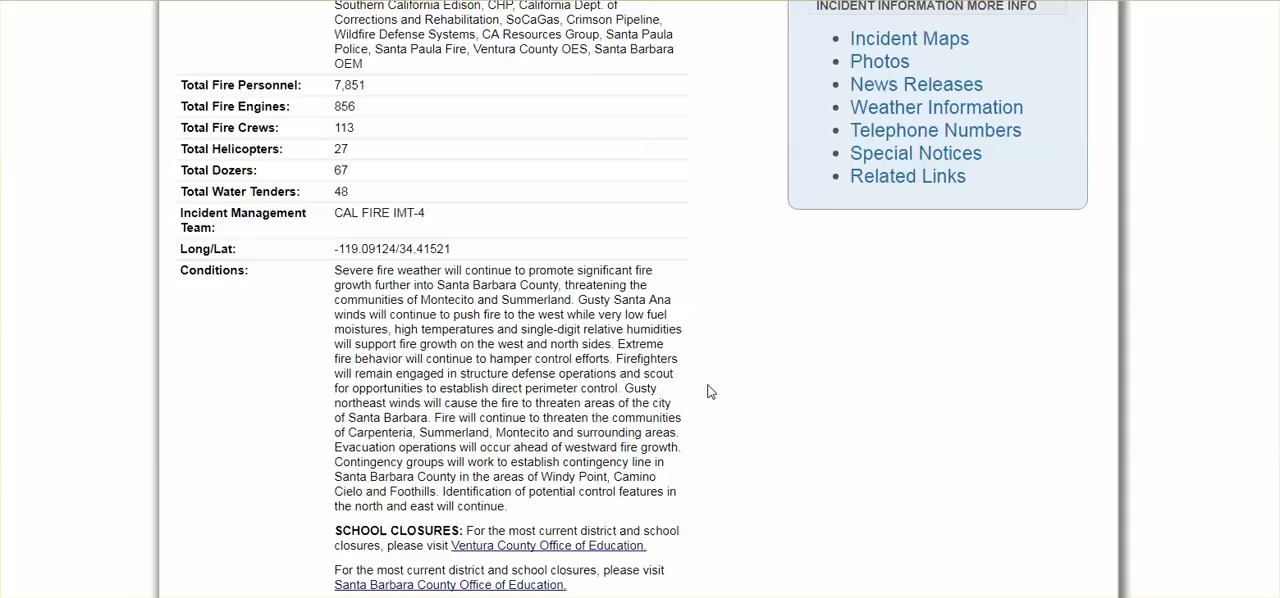 Southern California Edison, CHP, California Dept. of
Corrections and Rehabilitation, SoCaGas, Crimson Pipeline,
Wildfire Defense Systems, CA Resources Group, Santa Paula
Police, Santa Paula Fire, Ventura County OES, Santa Barbara
OEM
Total Fire Personnel: 7,851
Total Fire Engines: 856
Total Fire Crews: 113
Total Helicopters: 27
Total Dozers: 67
Total Water Tenders: 48
Incident Management CAL FIRE IMT-4
Team:
Long/Lat: -119.09124/34.41521
Conditions: Severe fire weather will continue to promote significant fire
growth further into Santa Barbara County, threatening the
communities of Montecito and Summerland. Gusty Santa Ana
winds will continue to push fire to the west while very low fuel
moistures, high temperatures and single-digit relative humidities
will support fire growth on the west and north sides. Extreme
fire behavior will continue to hamper control efforts. Firefighters
will remain engaged in structure defense operations and scout
for opportunities to establish direct perimeter control. Gusty
northeast winds will cause the fire to threaten areas of the city
of Santa Barbara. Fire will continue to threaten the communities
of Carpenteria, Summerland, Montecito and surrounding areas.
Evacuation operations will occur ahead of westward fire growth.
Contingency groups will work to establish contingency line in
Santa Barbara County in the areas of Windy Point, Camino
Cielo and Foothills. Identification of potential control features in
the north and east will continue.
SCHOOL CLOSURES: For the most current district and school
closures, please visit Ventura County Office of Education.
For the most current district and school closures, please visit
Santa Barbara County Office of Education.
INCIDENT INFORMATION MORE INFO
Incident Maps
Photos
News Releases
Weather Information
Telephone Numbers
Special Notices
Related Links